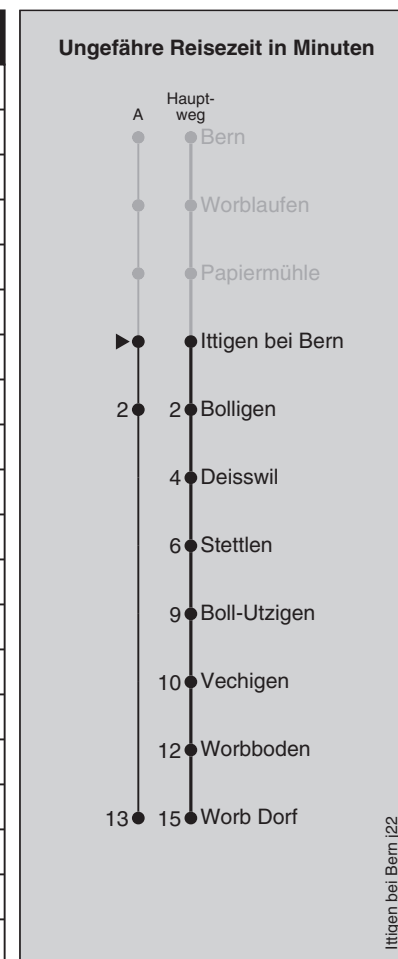 Ungefähre Reisezeit in Minuten
A Haupt-
weg
Bern
Worblaufen
Papiermühle
Ittigen bei Bern
2 2 Bolligen
4 Deisswil
6 Stettlen
9 Boll-Utzigen
10 Vechigen
12 Worbboden
13 15 Worb Dorf
Ittigen bei Bern j22